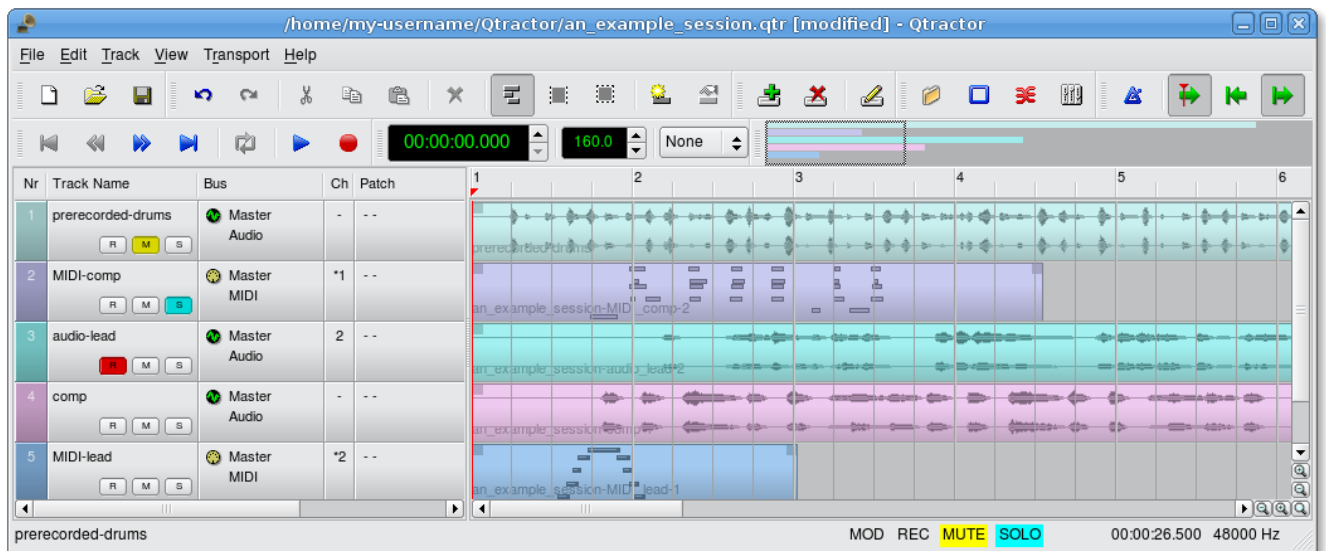 /home/my-username/Qtractor/an_example_session.qtr [modified] - Qtractor
File Edit Track View Transport Help
00:00:00.000 160.0 None
Nr Track Name Bus Ch Patch 1 2 3 4 5 6
1 prerecorded-drums Master Audio - - -
R M S
prerecorded-drums
2 MIDI-comp Master MIDI *1 - -
R M S
an_example_session-MIDI_comp-2
3 audio-lead Master Audio 2 - -
R M S
an_example_session-audio_lead-2
4 comp Master Audio - - -
R M S
an_example_session-comp-
5 MIDI-lead Master MIDI *2 - -
R M S
an_example_session-MIDI_lead-1
prerecorded-drums MOD REC MUTE SOLO 00:00:26.500 48000 Hz